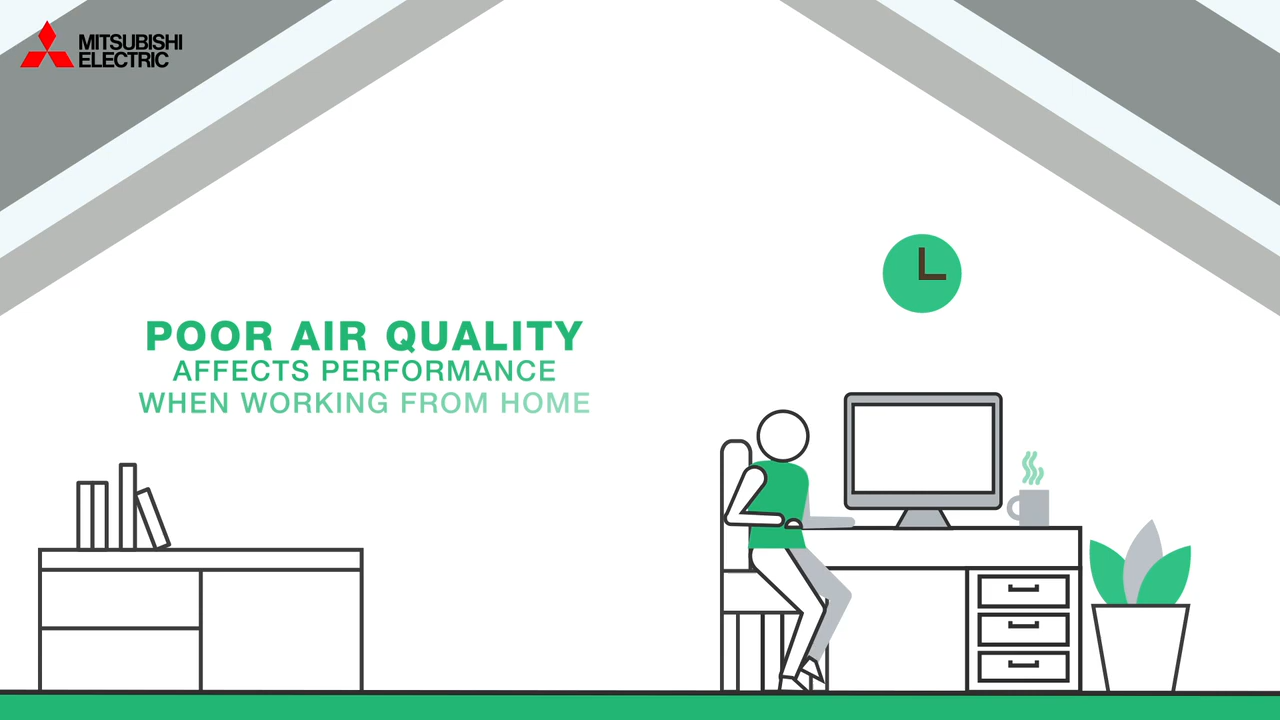 MITSUBISHI
ELECTRIC
POOR AIR QUALITY
AFFECTS PERFORMANCE
WHEN WORKING FROM HOME